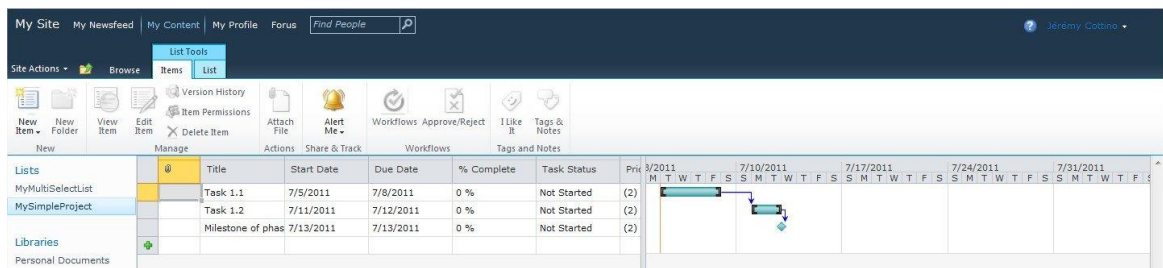 My Site My Newsfeed My Content My Profile Forus Find People Jérémy Cottino
List Tools
Site Actions Browse Items List
Version History
Item Permissions
Delete Item
New Item New Folder View Item Edit Item Attach File Alert Me Workflows Approve/Reject I Like It Tags & Notes
New Manage Actions Share & Track Workflows Tags and Notes
Lists
MyMultiSelectList
MySimpleProject
Libraries
Personal Documents
Title Start Date Due Date % Complete Task Status Pri 3/2011 7/10/2011 7/17/2011 7/24/2011 7/31/2011
M T W T F S S M T W T F S S M T W T F S S M T W T F S S M T W T F S
Task 1.1 7/5/2011 7/8/2011 0 % Not Started (2)
Task 1.2 7/11/2011 7/12/2011 0 % Not Started (2)
Milestone of phas 7/13/2011 7/13/2011 0 % Not Started (2)